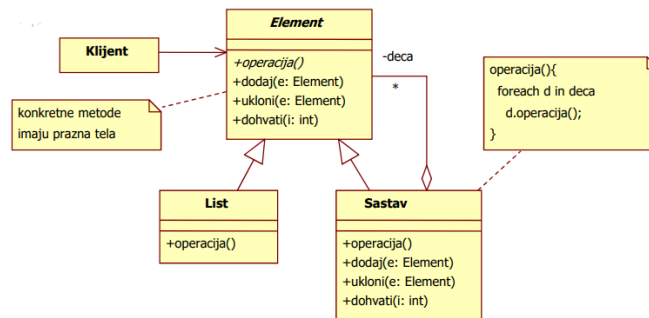 Element
+operacija()
+dodaj(e: Element)
+ukloni(e: Element)
+dohvati(i: int)
Klijent
-deca
*
operacija(){
foreach d in deca
d.operacija();
}
konkretne metode
imaju prazna tela
List
+operacija()
Sastav
+operacija()
+dodaj(e: Element)
+ukloni(e: Element)
+dohvati(i: int)